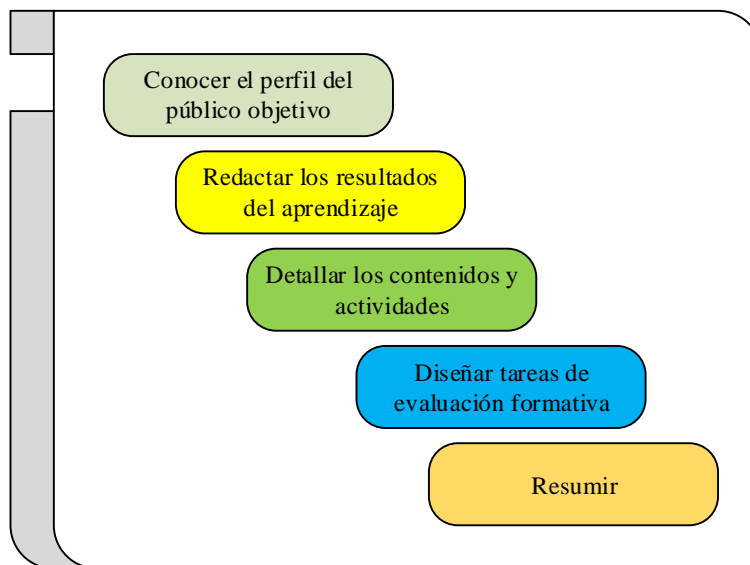 Conocer el perfil del
público objetivo
Redactar los resultados
del aprendizaje
Detallar los contenidos y
actividades
Diseñar tareas de
evaluación formativa
Resumir